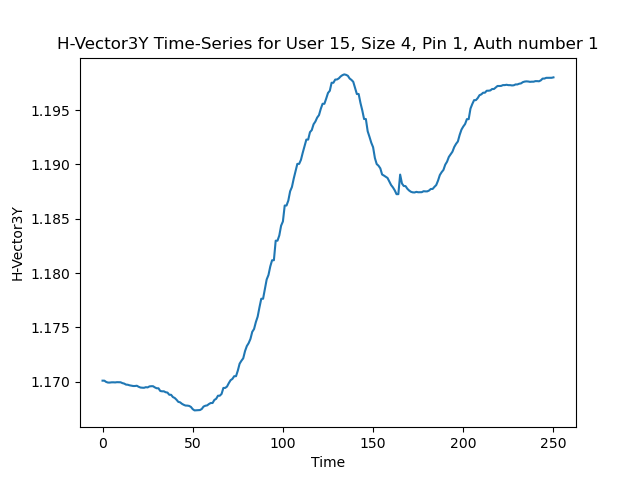 H-Vector3Y Time-Series for User 15, Size 4, Pin 1, Auth number 1
H-Vector3Y
1.195
1.190
1.185
1.180
1.175
1.170
0 50 100 150 200 250
Time